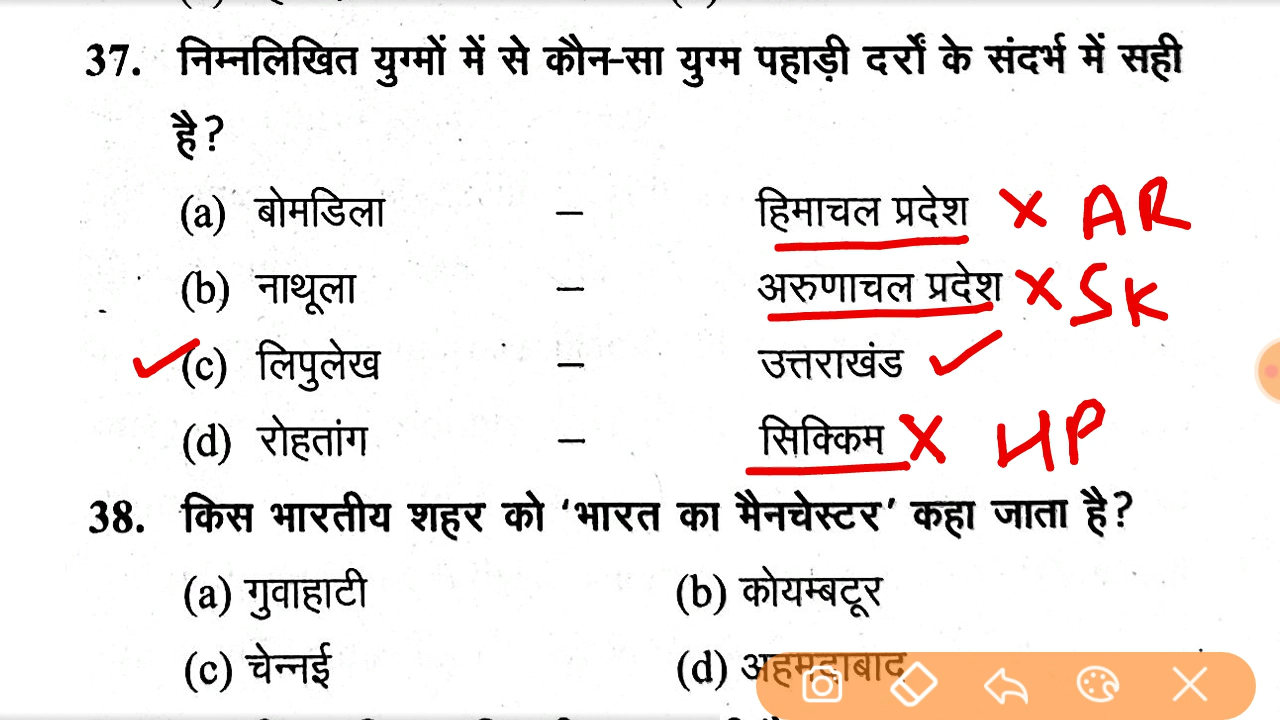 37. निम्नलिखित युग्मों में से कौन-सा युग्म पहाड़ी दर्रों के संदर्भ में सही
है?
(a) बोमडिला – हिमाचल प्रदेश X AR
(b) नाथूला – अरुणाचल प्रदेश X SK
(c) लिपुलेख – उत्तराखंड
(d) रोहतांग – सिक्किम X HP
38. किस भारतीय शहर को ‘भारत का मैनचेस्टर’ कहा जाता है?
(a) गुवाहाटी (b) कोयम्बटूर
(c) चेन्नई (d) अहमदाबाद